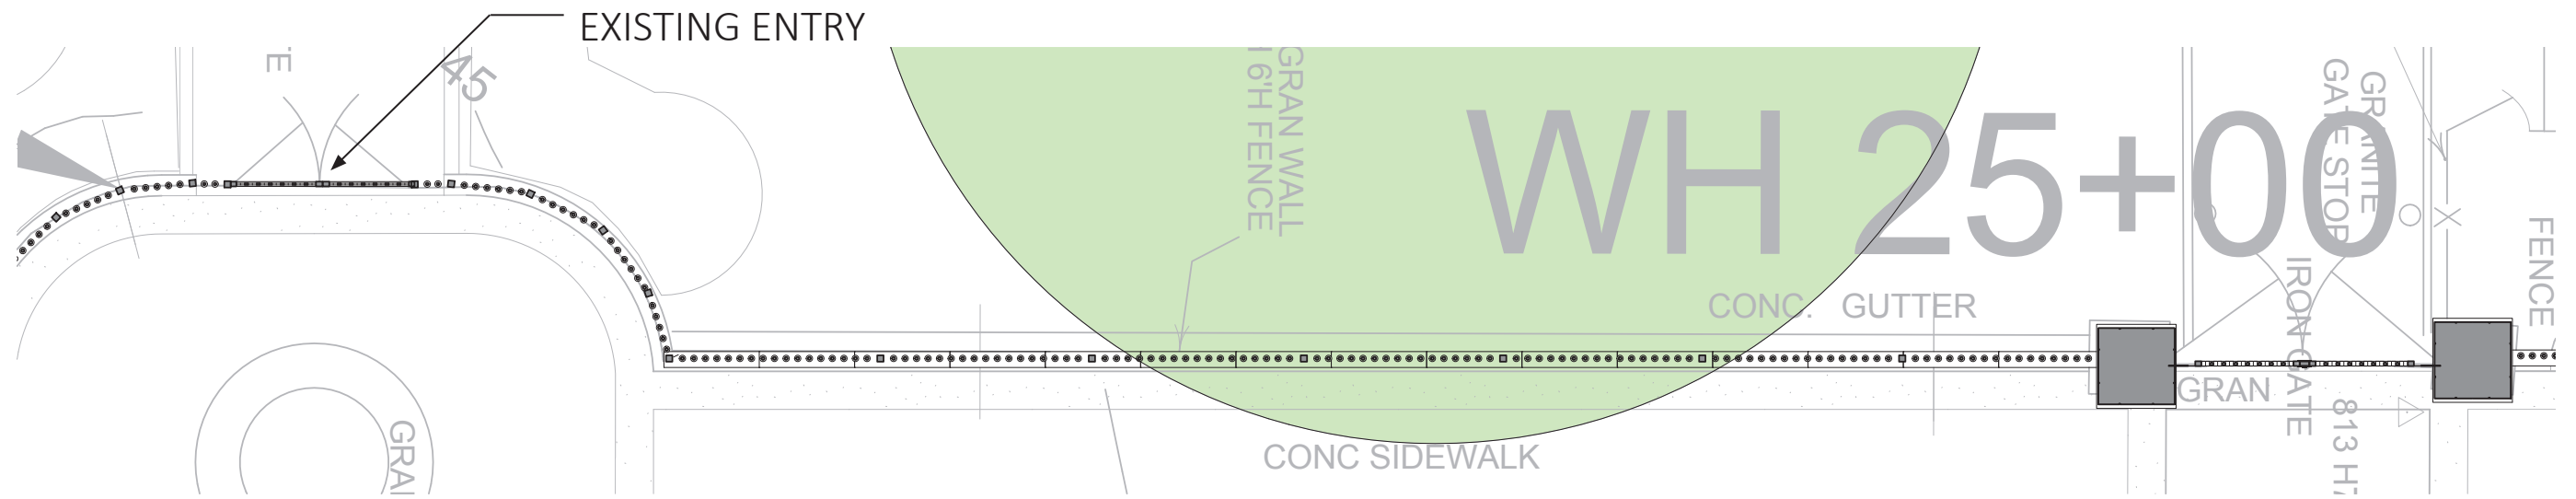 EXISTING ENTRY
45
GRAN WALL
6'H FENCE
WH 25+00
GRANITE
GATE STOP
FENCE
CONC. GUTTER
IRON GATE
GRAN
813
CONC SIDEWALK